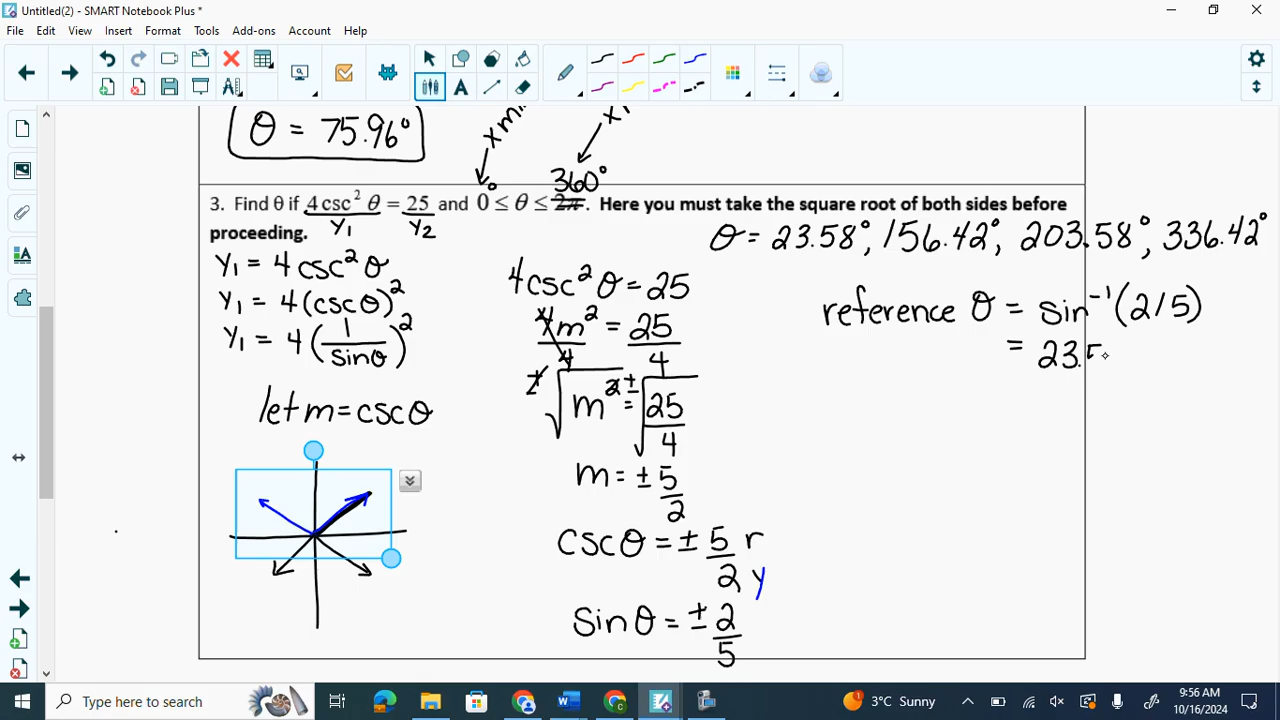 Untitled(2) - SMART Notebook Plus *
File Edit View Insert Format Tools Add-ons Account Help
θ = 75.96°
360°
3. Find θ if 4 csc² θ = 25 and 0 ≤ θ ≤ 2π. Here you must take the square root of both sides before
Y1 Y2
proceeding.
θ = 23.58°, 156.42°, 203.58°, 336.42°
Y1 = 4csc²θ
Y1 = 4(cscθ)²
Y1 = 4(1/sinθ)²
let m = cscθ
4csc²θ = 25
4m²/4 = 25/4
±√m² = ±√25/4
m = ±5/2
cscθ = ±5/2 r y
Sinθ = ±2/5
reference θ = sin⁻¹(2/5)
= 23.5
Type here to search
3°C Sunny
9:56 AM
10/16/2024